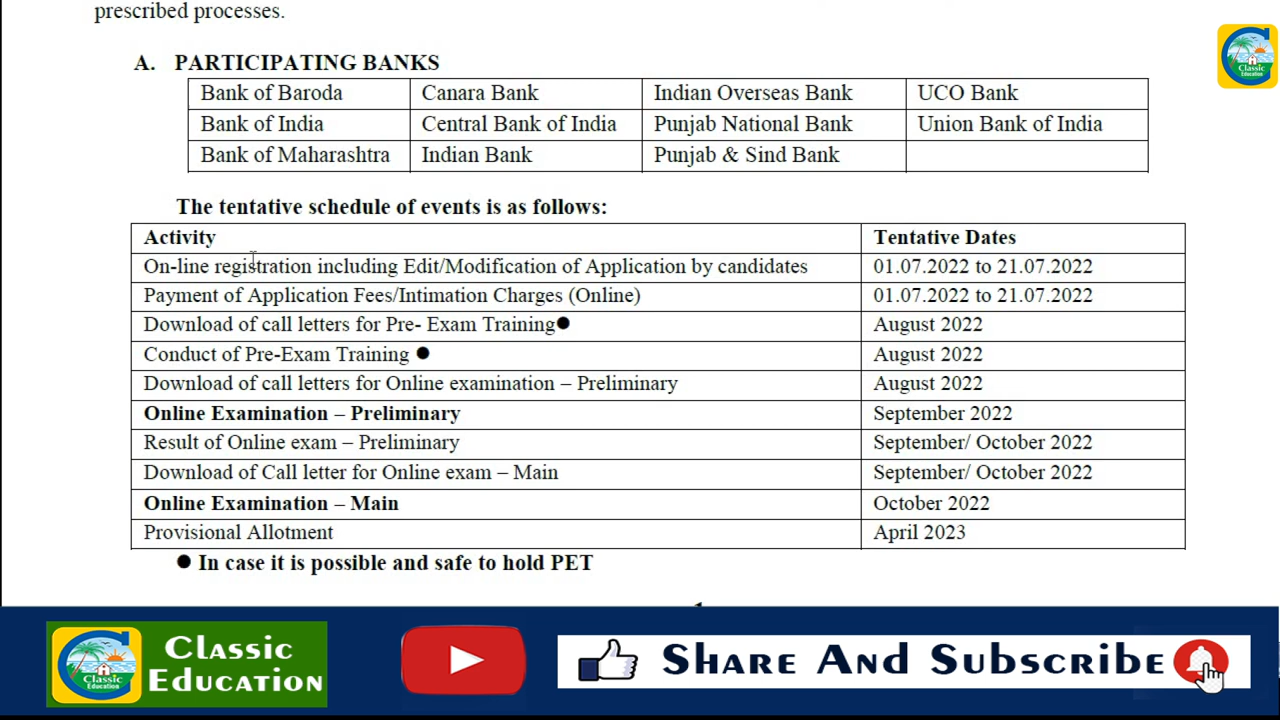 prescribed processes.
A. PARTICIPATING BANKS
Bank of Baroda Canara Bank Indian Overseas Bank UCO Bank
Bank of India Central Bank of India Punjab National Bank Union Bank of India
Bank of Maharashtra Indian Bank Punjab & Sind Bank
The tentative schedule of events is as follows:
Activity Tentative Dates
On-line registration including Edit/Modification of Application by candidates 01.07.2022 to 21.07.2022
Payment of Application Fees/Intimation Charges (Online) 01.07.2022 to 21.07.2022
Download of call letters for Pre- Exam Training● August 2022
Conduct of Pre-Exam Training ● August 2022
Download of call letters for Online examination – Preliminary August 2022
Online Examination – Preliminary September 2022
Result of Online exam – Preliminary September/ October 2022
Download of Call letter for Online exam – Main September/ October 2022
Online Examination – Main October 2022
Provisional Allotment April 2023
● In case it is possible and safe to hold PET
Classic
Education
Classic
Education
Classic
Education
Share And Subscribe